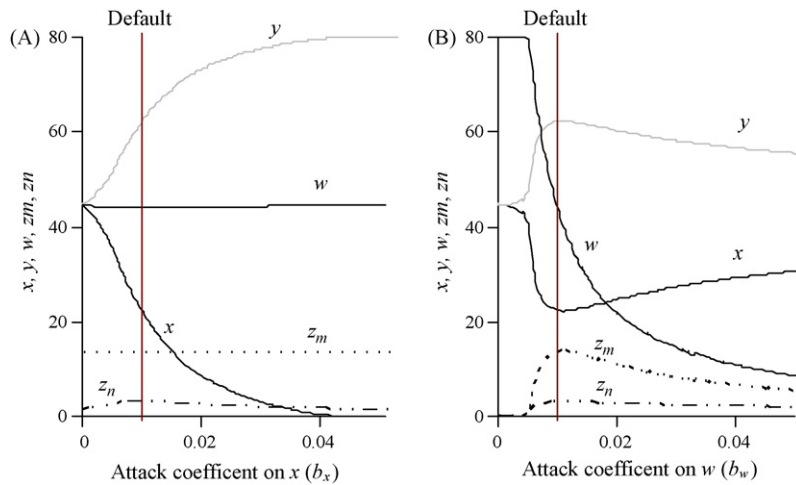 Default
(A)
80
60
40
20
0
x, y, w, zm, zn
y
w
x
z_m
z_n
0
0.02
0.04
Attack coefficent on x (b_x)
Default
(B)
80
60
40
20
0
x, y, w, zm, zn
y
x
w
z_m
z_n
0
0.02
0.04
Attack coefficent on w (b_w)